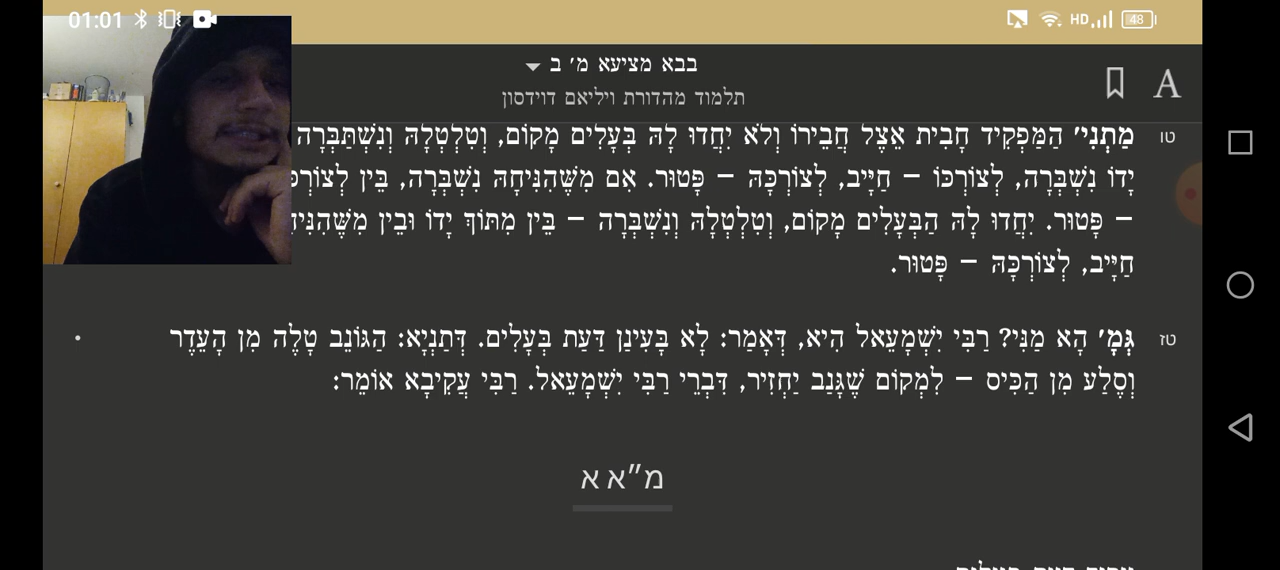 01:01
HD
48
בבא מציעא מ׳ ב
תלמוד מהדורת ויליאם דוידסון
A
טו
מַתְנִי׳ הַמַּפְקִיד חָבִית אֵצֶל חֲבֵירוֹ וְלֹא יִחֲדוּ לָהּ בְּעָלִים מָקוֹם, וְטִלְטְלָהּ וְנִשְׁתַּבְּרָה
יָדוֹ נִשְׁבְּרָה, לְצוֹרְכּוֹ – חַיָּיב, לְצוֹרְכָּהּ – פָּטוּר. אִם מִשֶּׁהִנִּיחָהּ נִשְׁבְּרָה, בֵּין
– פָּטוּר. יִחֲדוּ לָהּ הַבְּעָלִים מָקוֹם, וְטִלְטְלָהּ וְנִשְׁבְּרָה – בֵּין מִתּוֹךְ יָדוֹ וּבֵין
חַיָּיב, לְצוֹרְכָּהּ – פָּטוּר.
טז
גְּמָ׳ הָא מַנִּי? רַבִּי יִשְׁמָעֵאל הִיא, דְּאָמַר: לָא בָּעֵינַן דַּעַת בְּעָלִים. דְּתַנְיָא: הַגּוֹנֵב טָלֶה מִן הָעֵדֶר
וְסֶלַע מִן הַכִּיס – לִמְקוֹם שֶׁגָּנַב יַחְזִיר, דִּבְרֵי רַבִּי יִשְׁמָעֵאל. רַבִּי עֲקִיבָא אוֹמֵר:
מ״א א